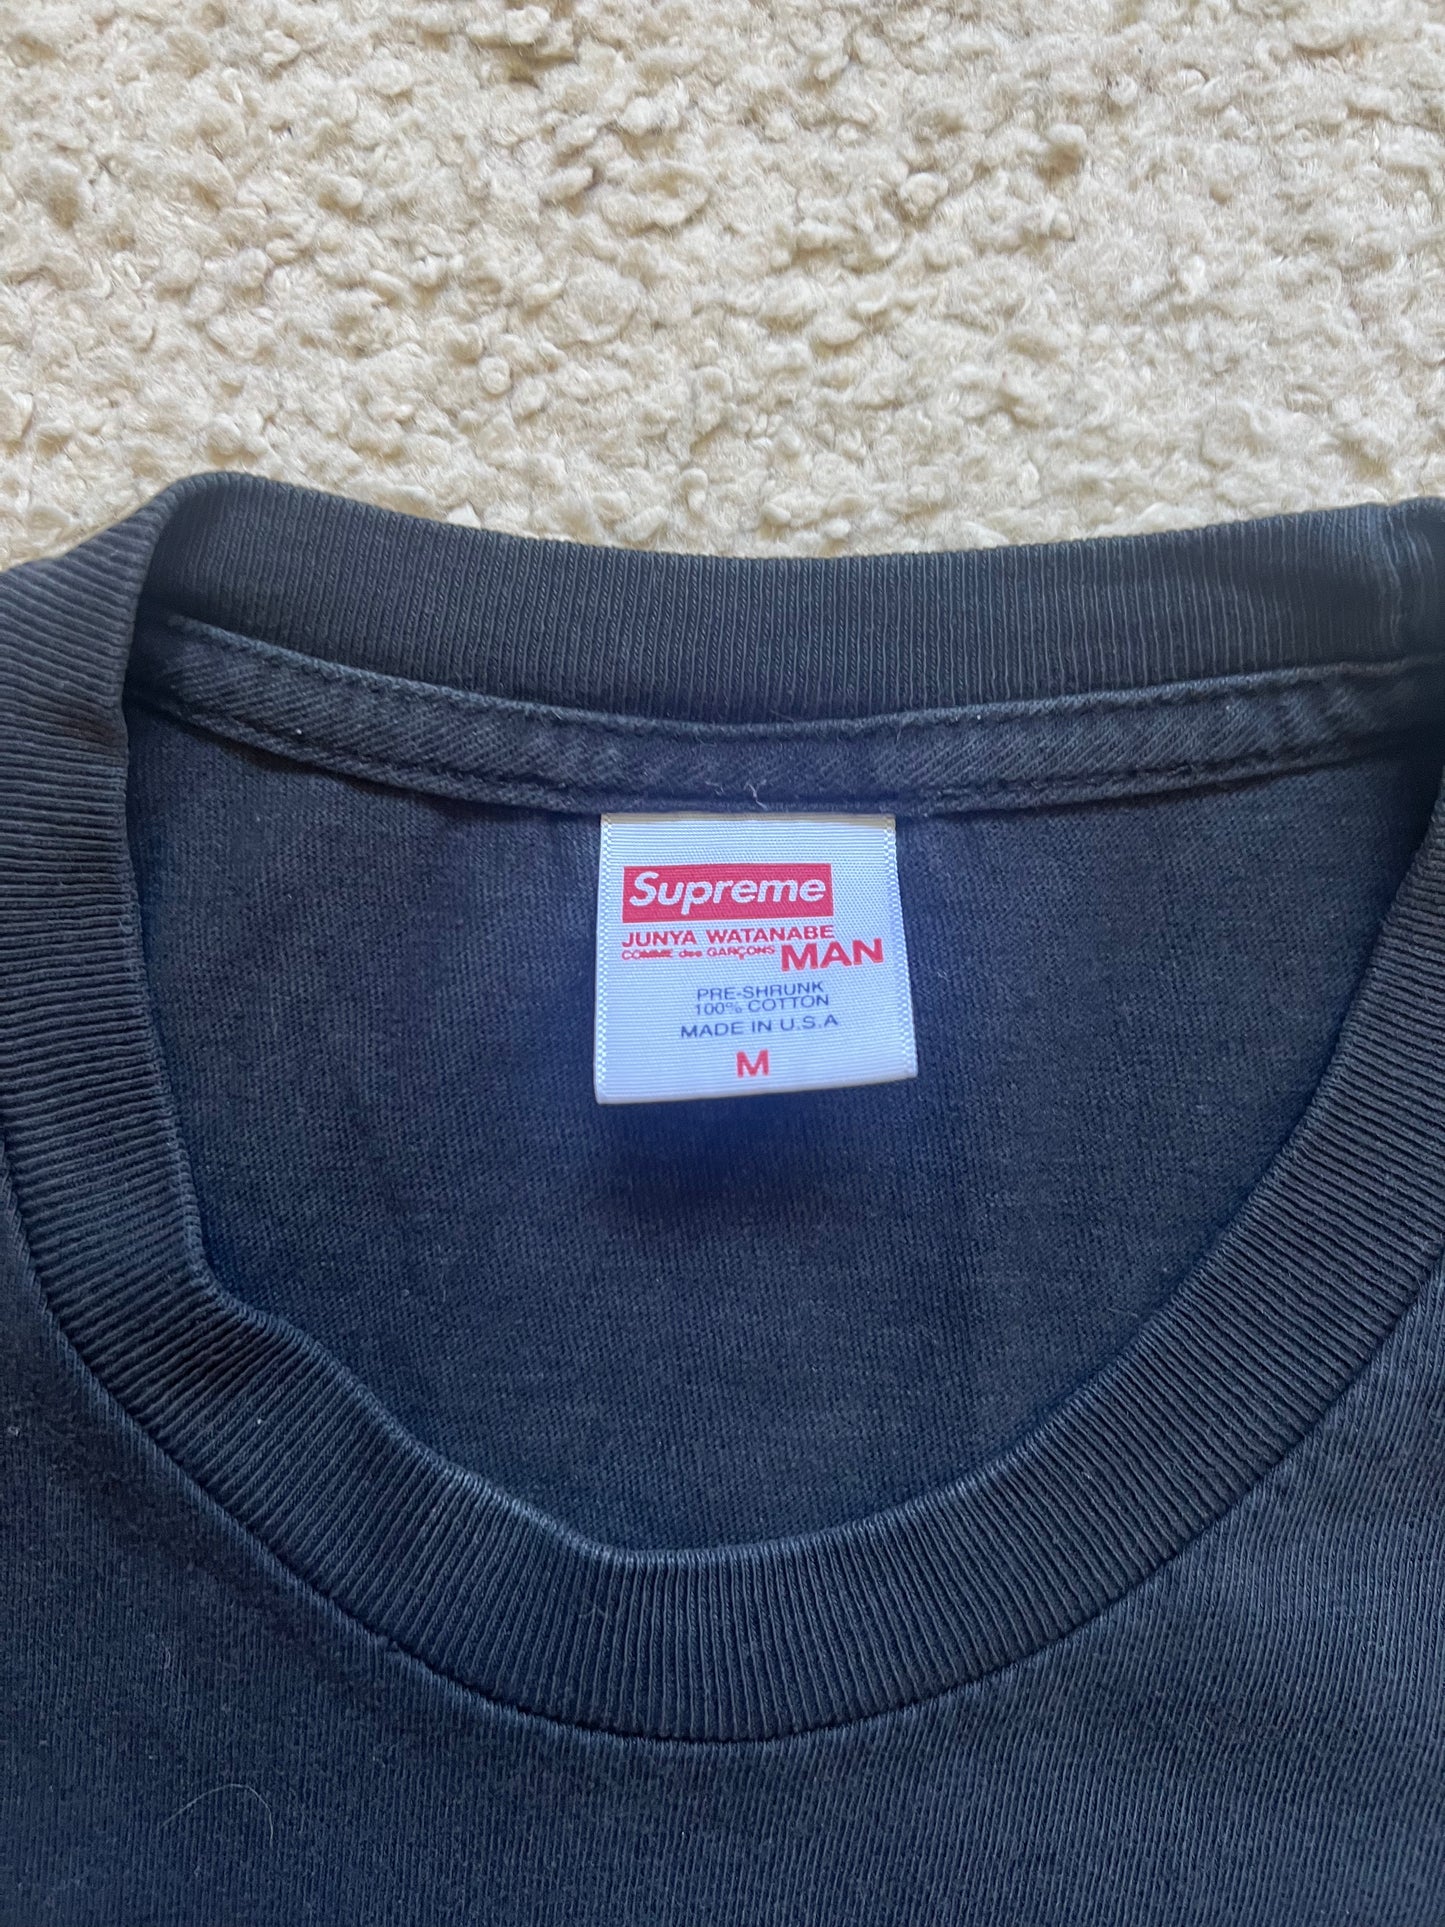 Supreme
JUNYA WATANABE
COMME des GARÇONS MAN
PRE-SHRUNK
100% COTTON
MADE IN U.S.A
M